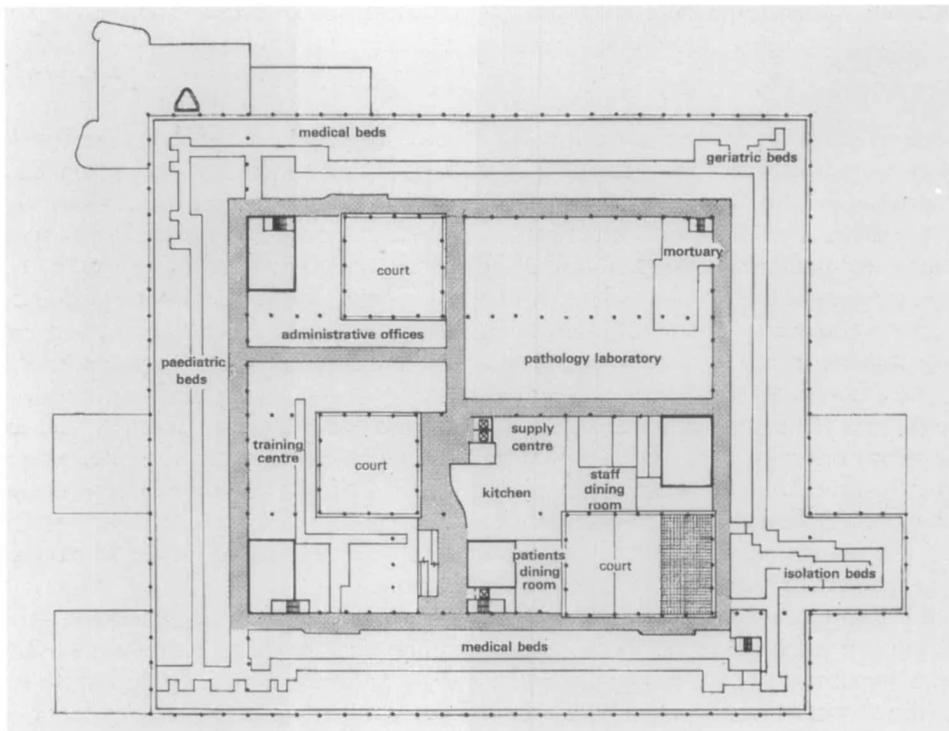 medical beds
geriatric beds
mortuary
court
administrative offices
pathology laboratory
paediatric
beds
training
centre
court
supply
centre
kitchen
staff
dining
room
patients
dining
room
court
isolation beds
medical beds